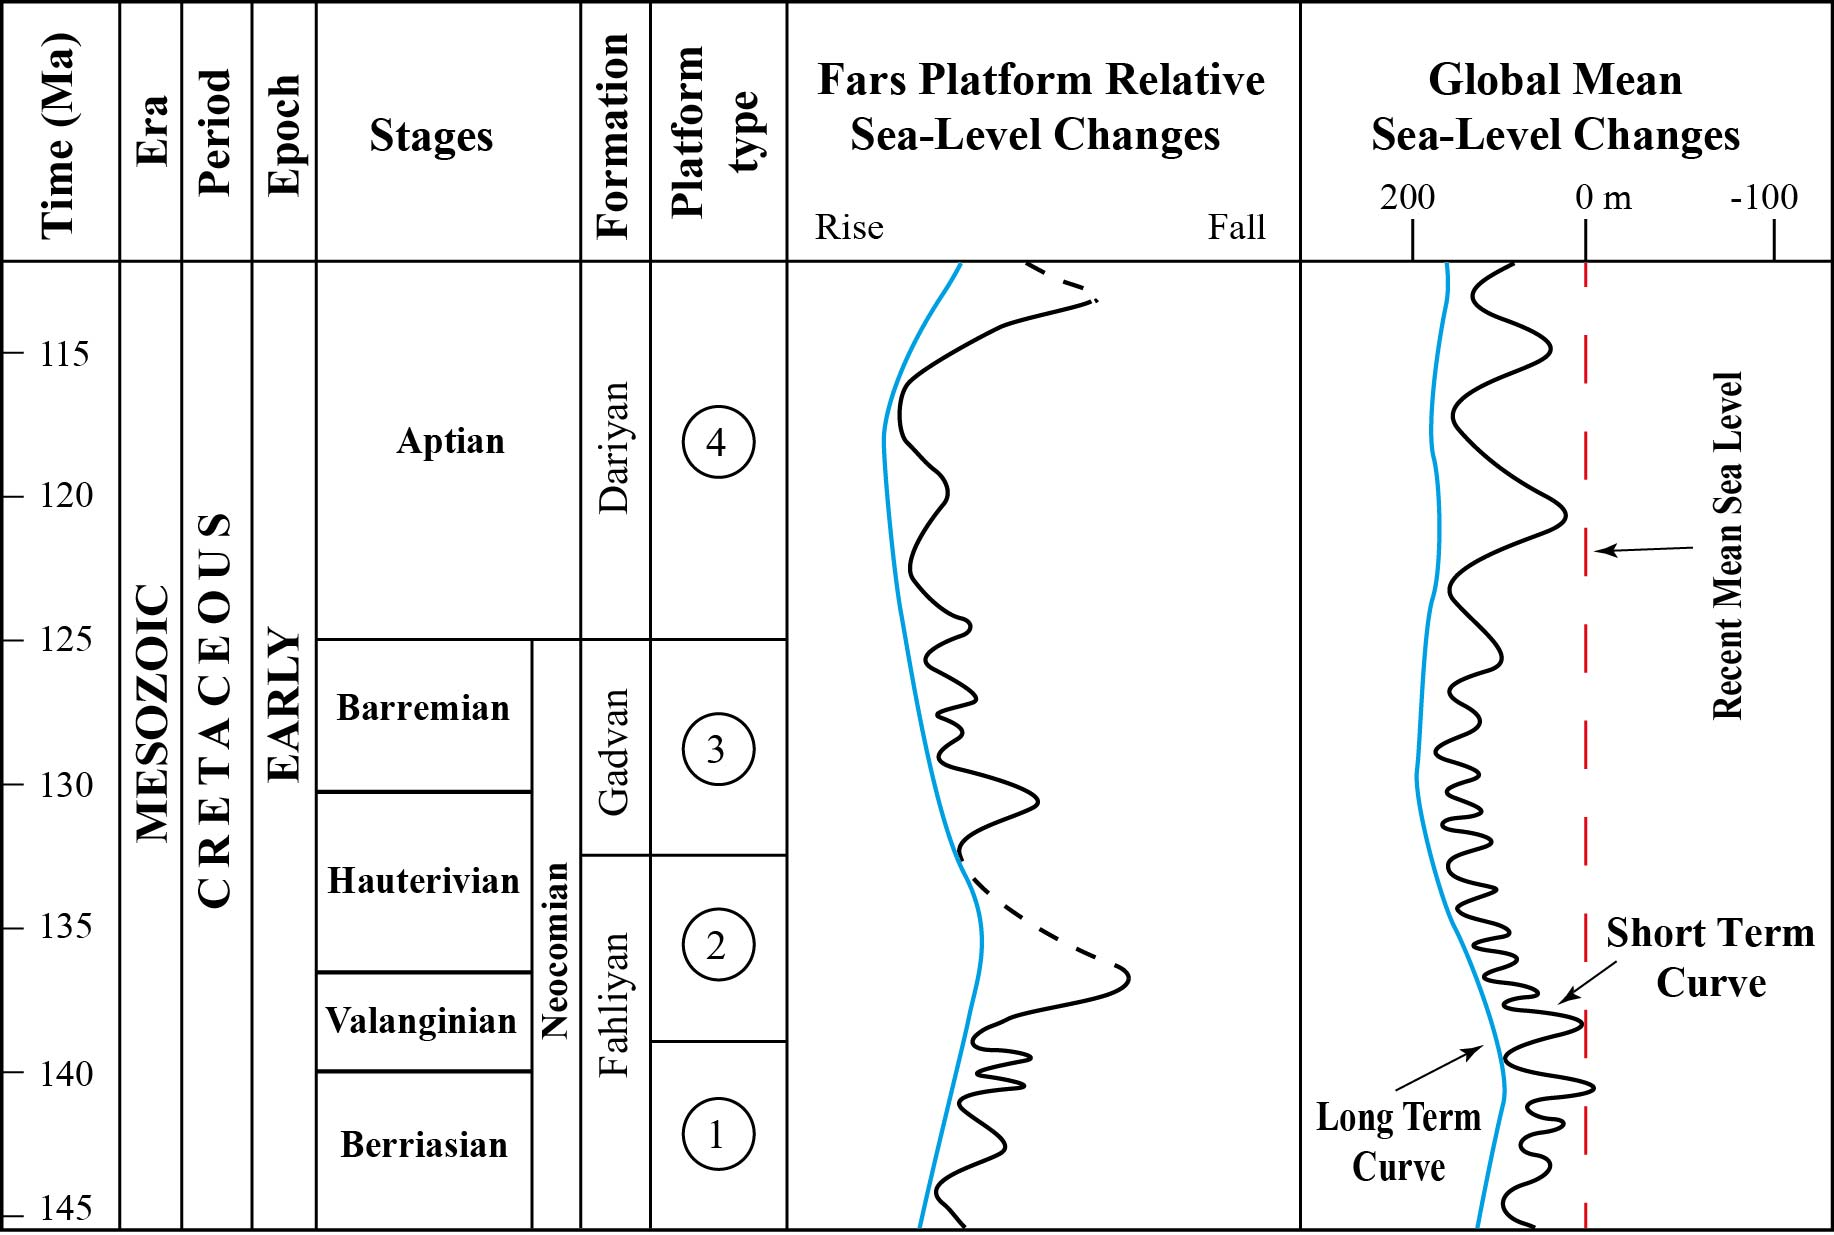 Time (Ma)
Era
Period
Epoch
Stages
Formation
Platform
type
Fars Platform Relative
Sea-Level Changes
Rise
Fall
Global Mean
Sea-Level Changes
200
0 m
-100
115
120
125
130
135
140
145
MESOZOIC
CRETACEOUS
EARLY
Aptian
Barremian
Hauterivian
Valanginian
Berriasian
Neocomian
Dariyan
Gadvan
Fahliyan
4
3
2
1
Recent Mean Sea Level
Short Term
Curve
Long Term
Curve